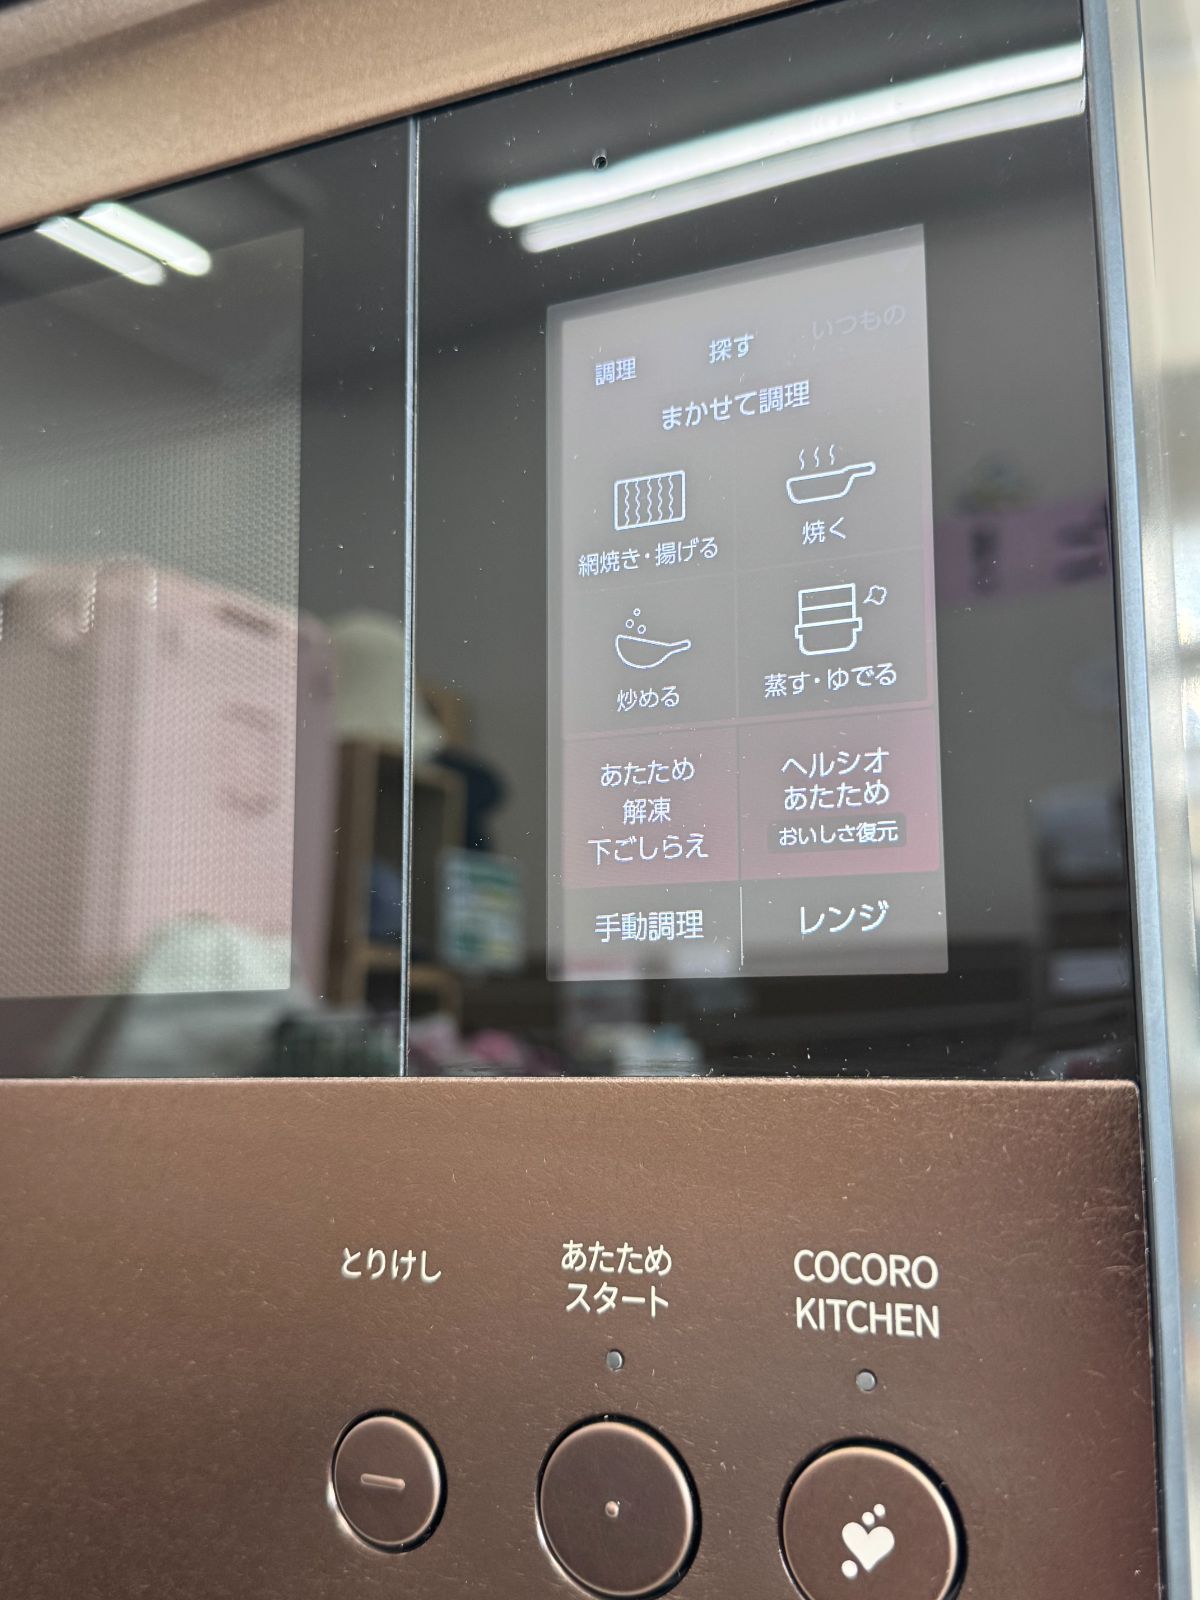 調理 探す いつもの
まかせて調理
網焼き・揚げる
焼く
炒める
蒸す・ゆでる
あたため
解凍
下ごしらえ
ヘルシオ
あたため
おいしさ復元
手動調理
レンジ
とりけし
あたため
スタート
COCORO
KITCHEN